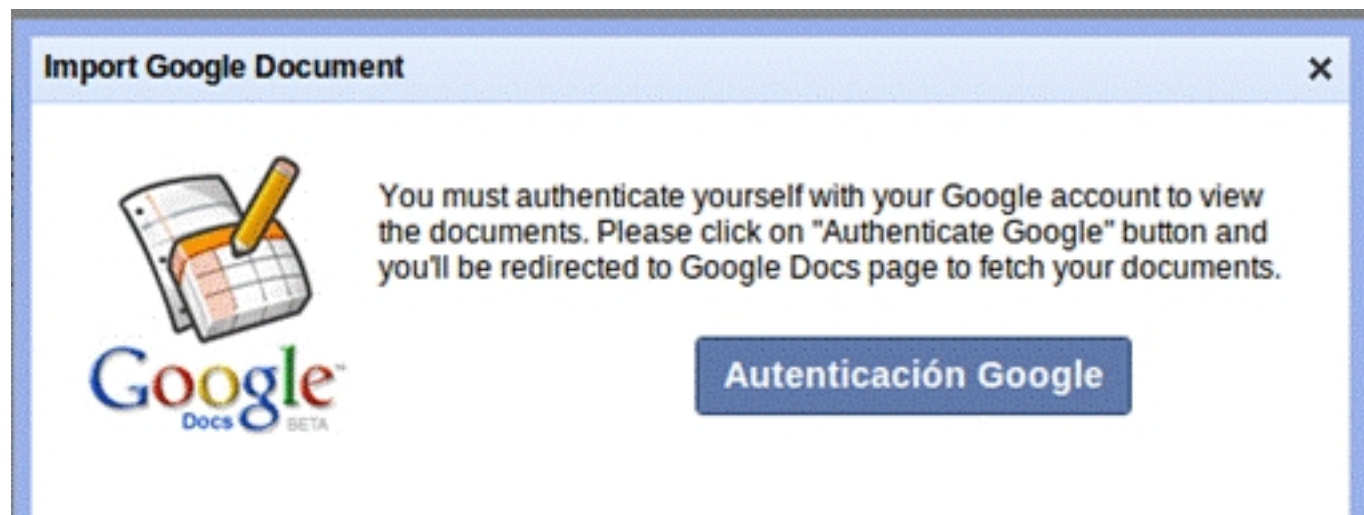 Import Google Document
You must authenticate yourself with your Google account to view
the documents. Please click on "Authenticate Google" button and
you'll be redirected to Google Docs page to fetch your documents.
Autenticación Google
Google™
Docs BETA